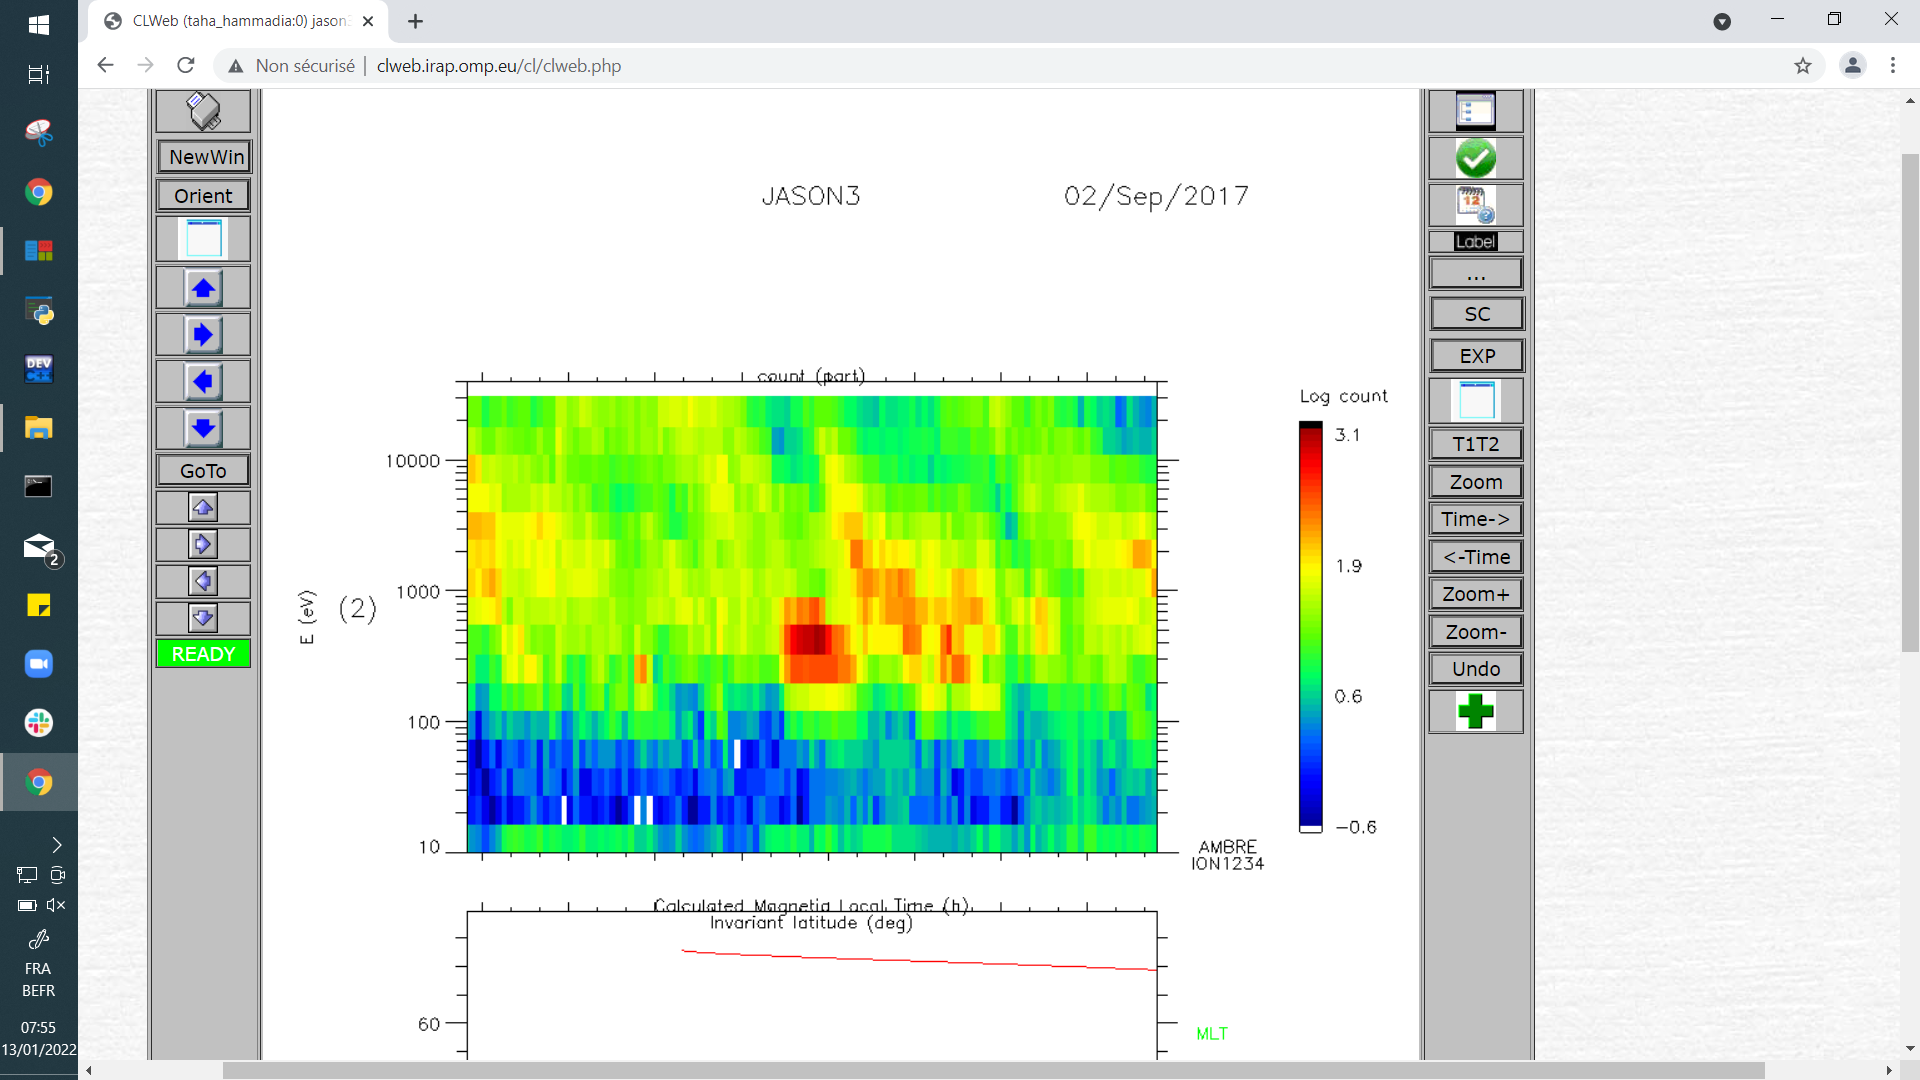 CLWeb (taha_hammadia:0) jason3
Non sécurisé
clweb.irap.omp.eu/cl/clweb.php
NewWin
Orient
GoTo
READY
JASON3
02/Sep/2017
count (part)
10000
1000
100
10
E (eV)
(2)
Log count
3.1
1.9
0.6
−0.6
AMBRE
ION1234
Calculated Magnetic Local Time (h)
Invariant latitude (deg)
60
MLT
12
Label
...
SC
EXP
T1T2
Zoom
Time->
<-Time
Zoom+
Zoom-
Undo
DEV
C++
2
FRA
BEFR
07:55
13/01/2022